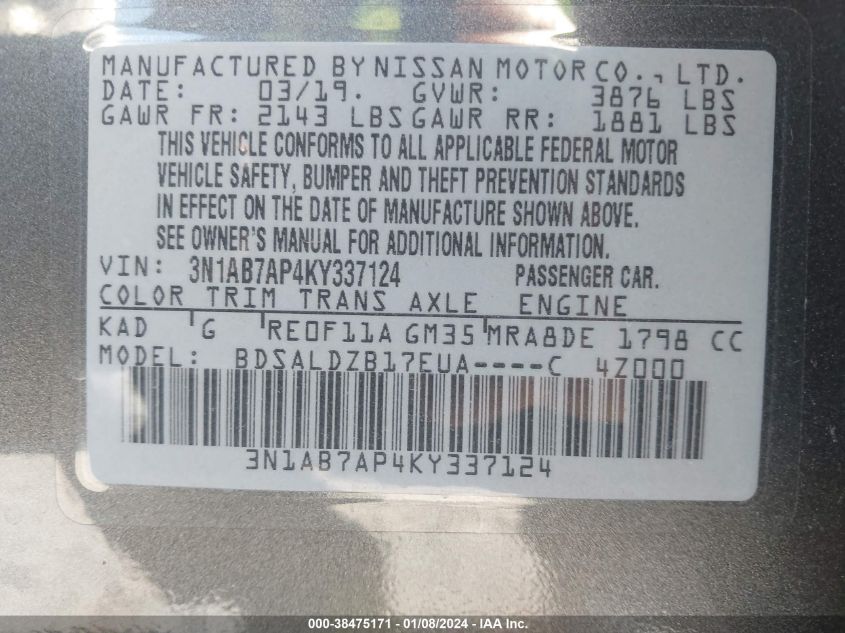 MANUFACTURED BY NISSAN MOTOR CO., LTD.
DATE: 03/19. GVWR: 3876 LBS
GAWR FR: 2143 LBS GAWR RR: 1881 LBS
THIS VEHICLE CONFORMS TO ALL APPLICABLE FEDERAL MOTOR
VEHICLE SAFETY, BUMPER AND THEFT PREVENTION STANDARDS
IN EFFECT ON THE DATE OF MANUFACTURE SHOWN ABOVE.
SEE OWNER'S MANUAL FOR ADDITIONAL INFORMATION.
VIN: 3N1AB7AP4KY337124 PASSENGER CAR.
COLOR TRIM TRANS AXLE ENGINE
KAD G RE0F11A GM35 MRA8DE 1798 CC
MODEL: BDSALDZB17EUA----C 4Z000
3N1AB7AP4KY337124
000-38475171 - 01/08/2024 - IAA Inc.